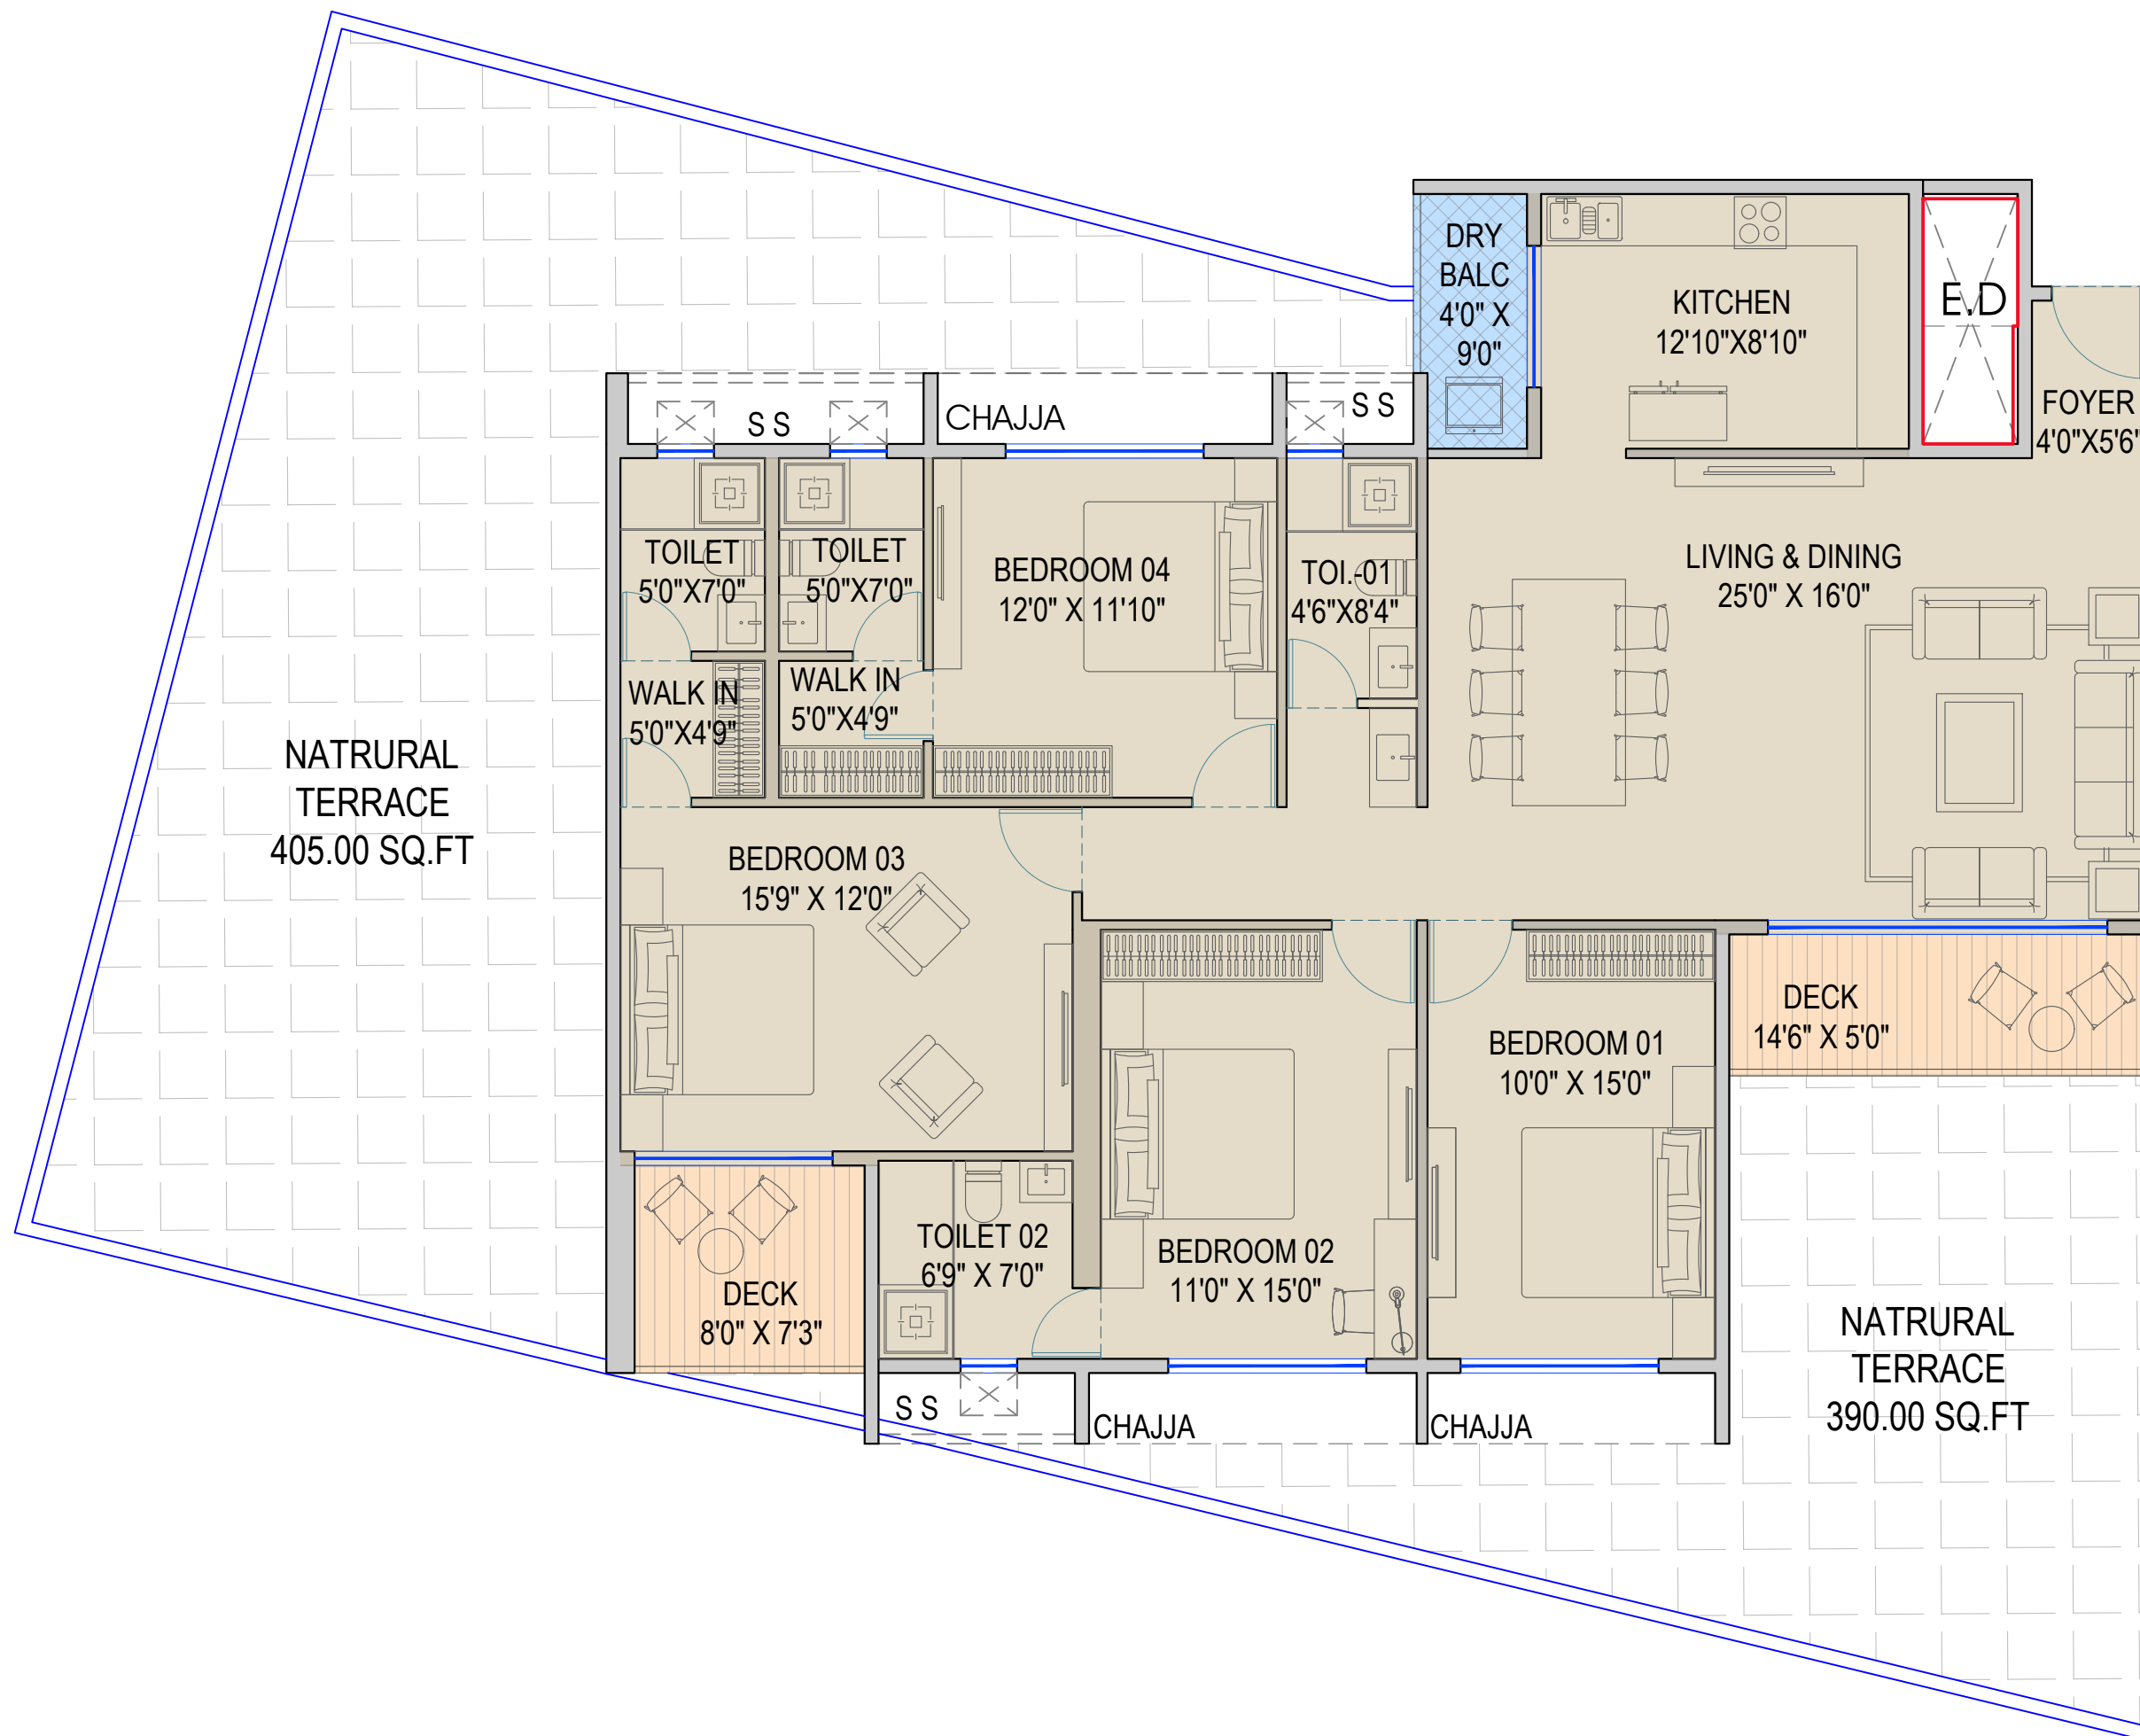 DRY
BALC
4'0" X
9'0"
KITCHEN
12'10"X8'10"
E.D
FOYER
4'0"X5'6"
S S
CHAJJA
S S
TOILET
5'0"X7'0"
TOILET
5'0"X7'0"
BEDROOM 04
12'0" X 11'10"
TOI.-01
4'6"X8'4"
LIVING & DINING
25'0" X 16'0"
WALK IN
5'0"X4'9"
WALK IN
5'0"X4'9"
NATRURAL
TERRACE
405.00 SQ.FT
BEDROOM 03
15'9" X 12'0"
DECK
14'6" X 5'0"
BEDROOM 01
10'0" X 15'0"
TOILET 02
6'9" X 7'0"
BEDROOM 02
11'0" X 15'0"
DECK
8'0" X 7'3"
NATRURAL
TERRACE
390.00 SQ.FT
S S
CHAJJA
CHAJJA